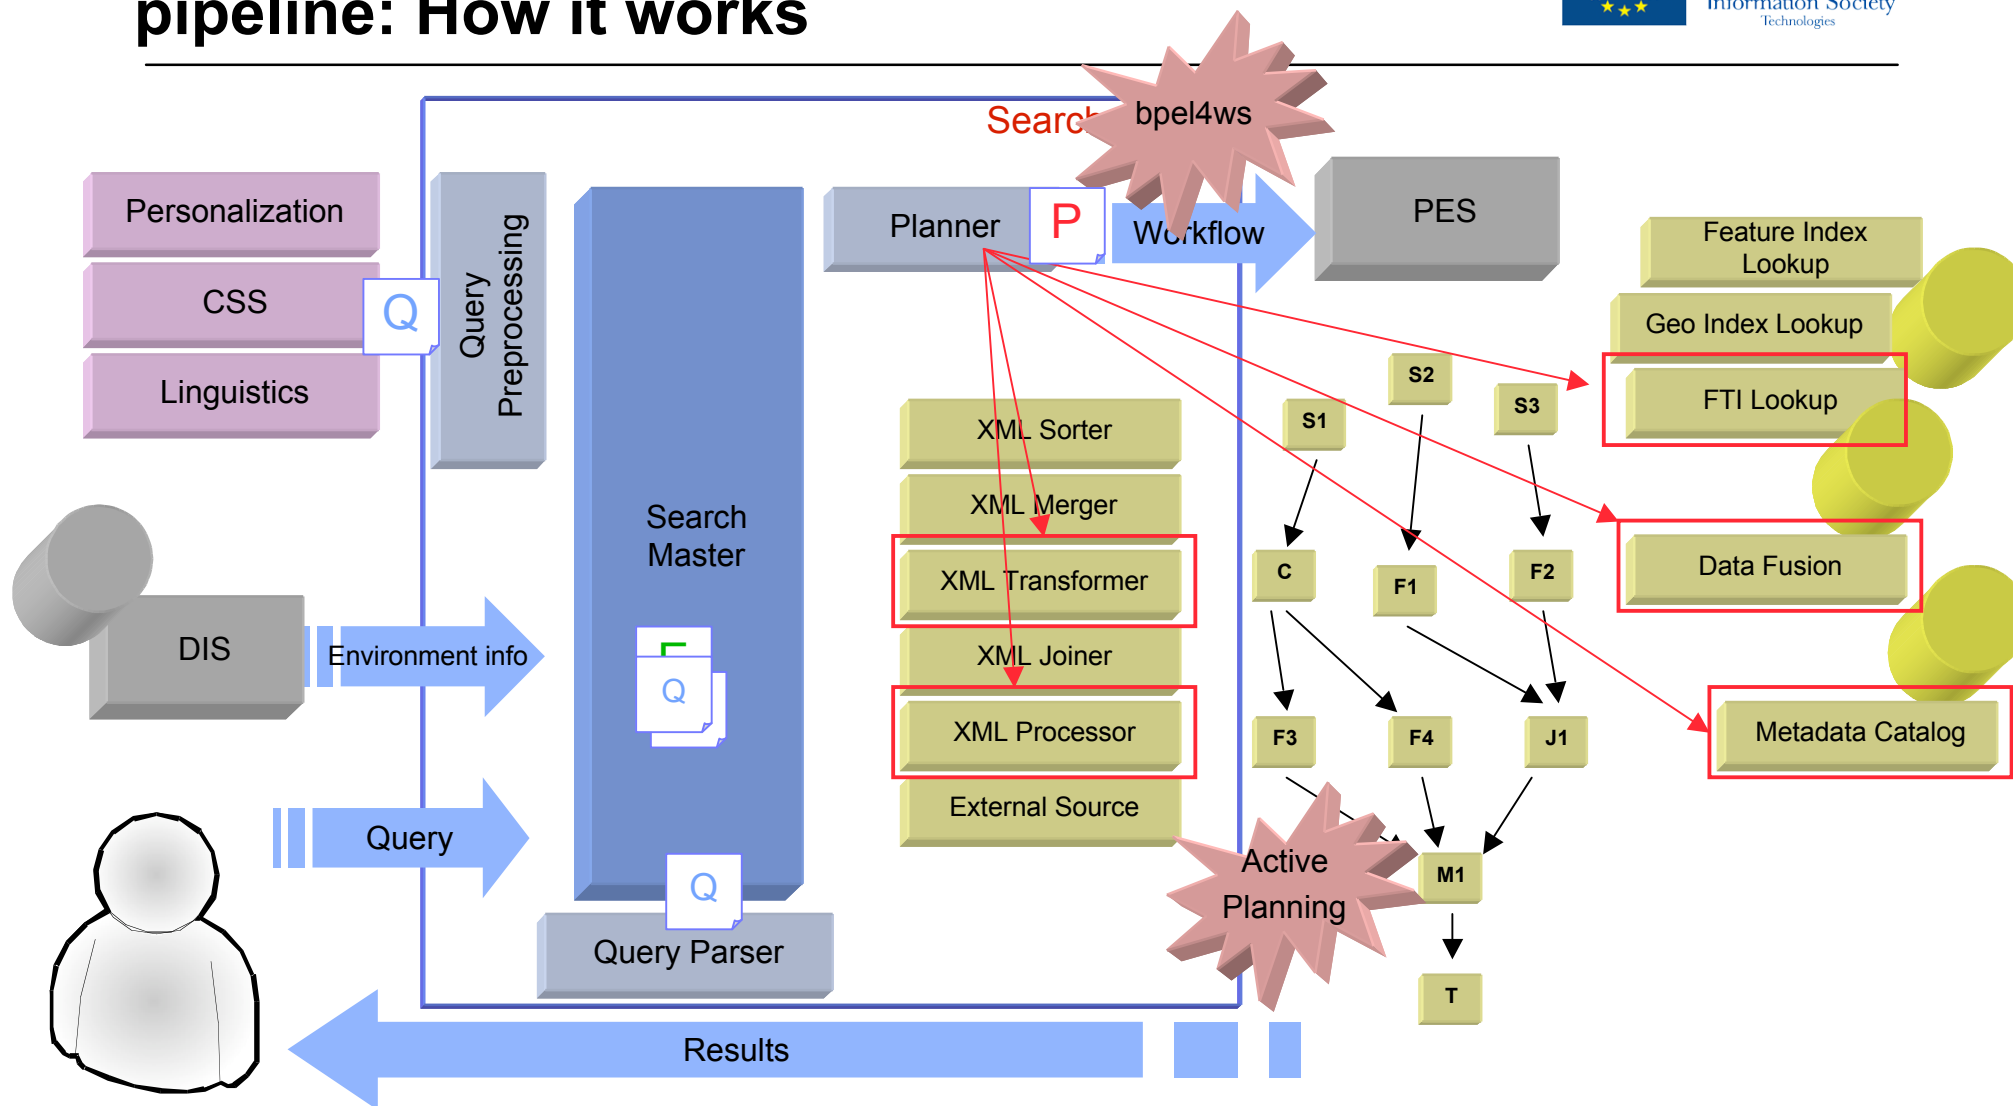 pipeline: How it works
Information Society
Technologies
Search
bpel4ws
Personalization
CSS
Linguistics
Q
Query
Preprocessing
Planner
P
Workflow
PES
Feature Index
Lookup
Geo Index Lookup
FTI Lookup
Data Fusion
Metadata Catalog
Search
Master
XML Sorter
XML Merger
XML Transformer
XML Joiner
XML Processor
External Source
S1
S2
S3
C
F1
F2
F3
F4
J1
M1
T
DIS
Environment info
Q
Query
Q
Query Parser
Active
Planning
Results